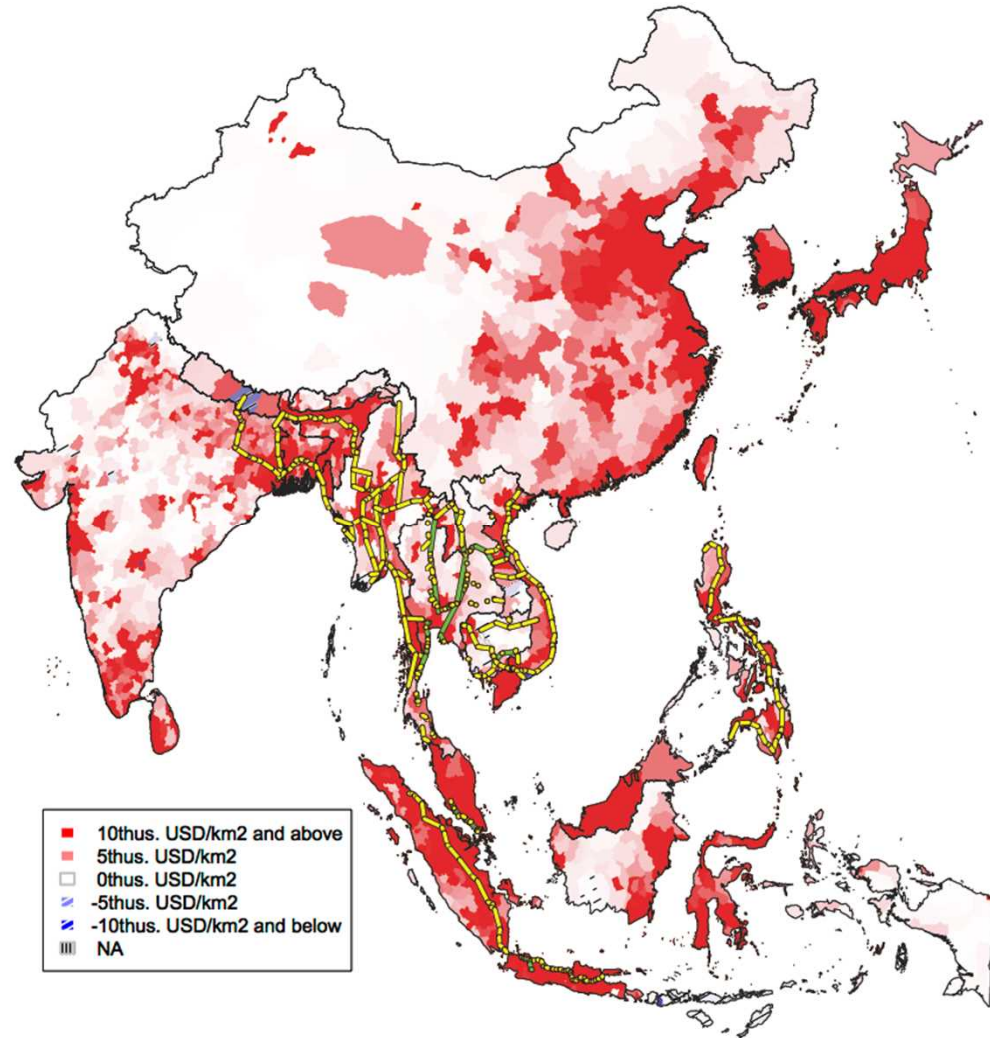 10thus. USD/km2 and above
5thus. USD/km2
0thus. USD/km2
-5thus. USD/km2
-10thus. USD/km2 and below
NA